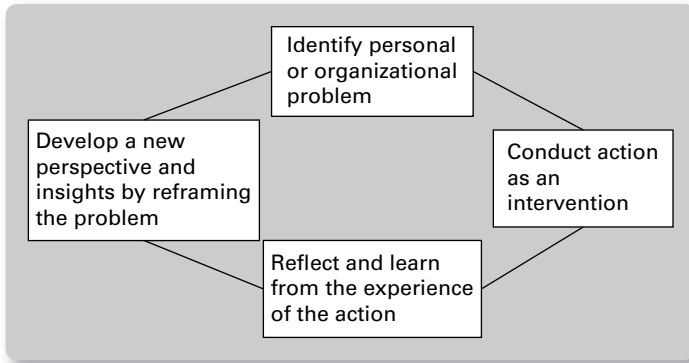 Identify personal
or organizational
problem
Conduct action
as an
intervention
Reflect and learn
from the experience
of the action
Develop a new
perspective and
insights by reframing
the problem